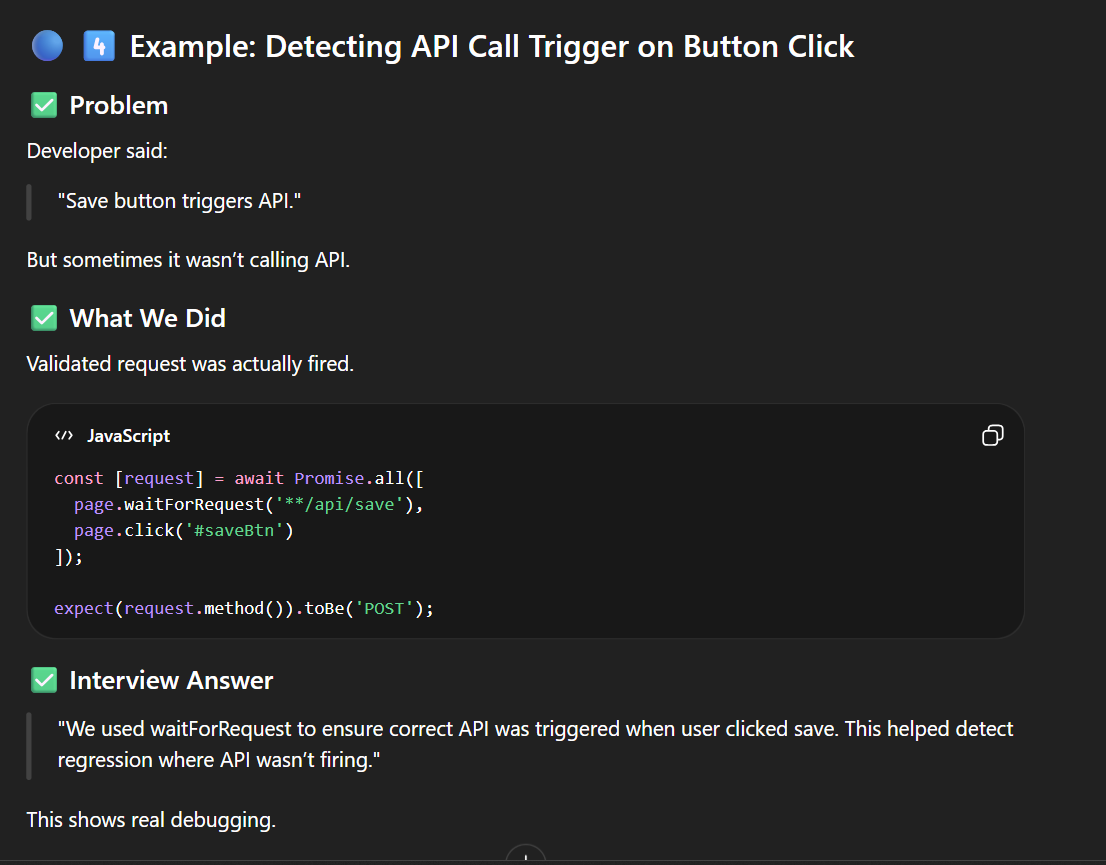 🔵 4️⃣ Example: Detecting API Call Trigger on Button Click
✅ Problem
Developer said:
"Save button triggers API."
But sometimes it wasn’t calling API.
✅ What We Did
Validated request was actually fired.
</> JavaScript
const [request] = await Promise.all([
  page.waitForRequest('**/api/save'),
  page.click('#saveBtn')
]);

expect(request.method()).toBe('POST');
✅ Interview Answer
"We used waitForRequest to ensure correct API was triggered when user clicked save. This helped detect
regression where API wasn’t firing."
This shows real debugging.